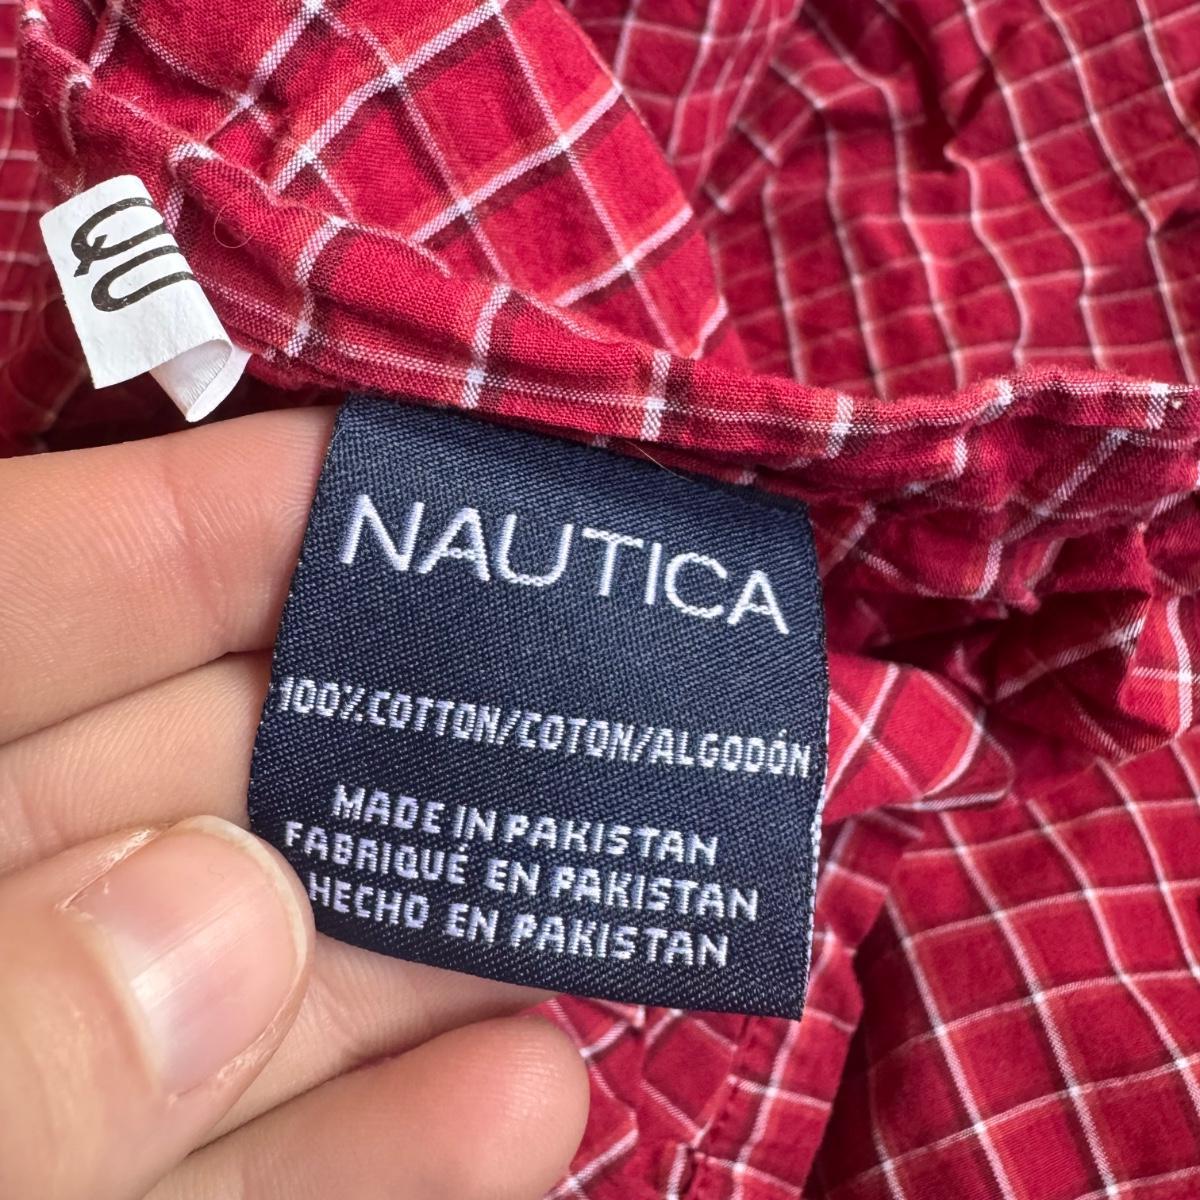 NAUTICA
100%COTTON/COTON/ALGODÓN
MADE IN PAKISTAN
FABRIQUÉ EN PAKISTAN
HECHO EN PAKISTAN